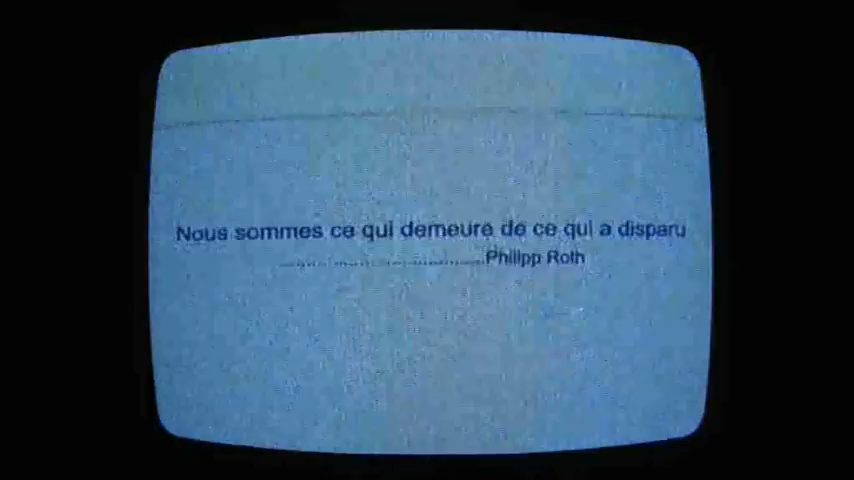 Nous sommes ce qui demeure de ce qui a disparu
..............................Philipp Roth